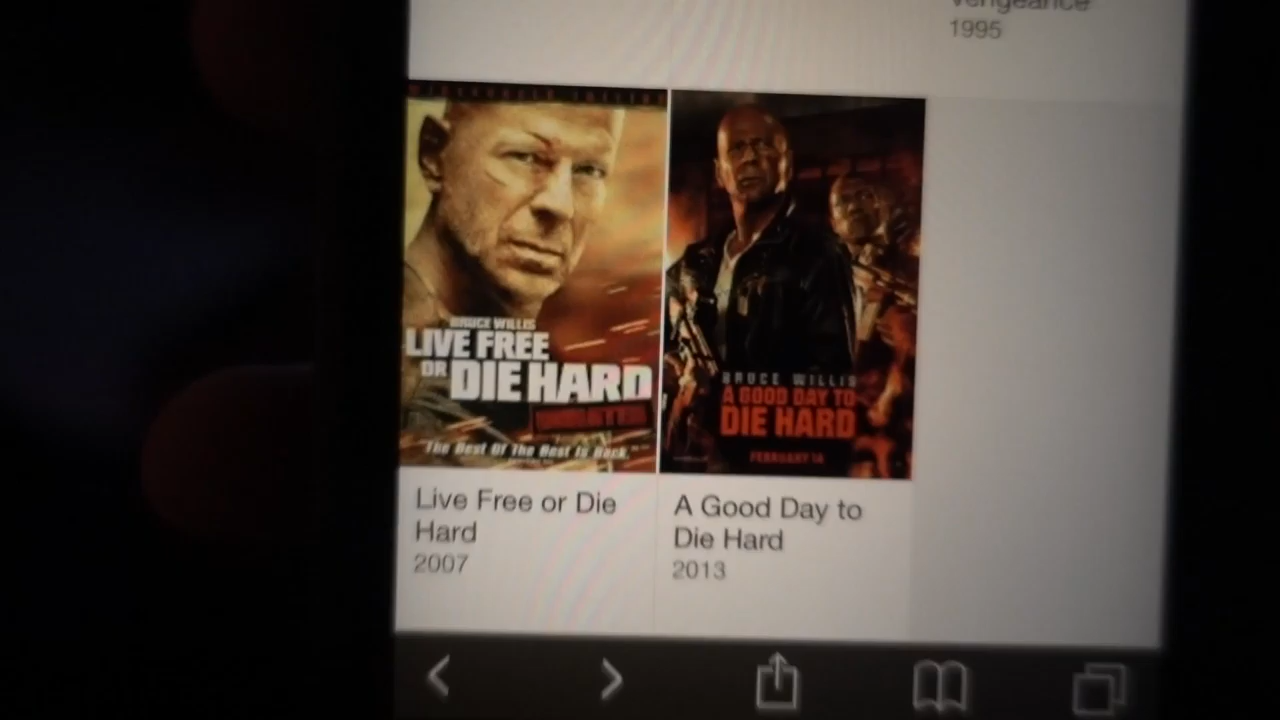 Vengeance
1995
BRUCE WILLIS
LIVE FREE
OR DIE HARD
UNRATED
The Best Of The Best Is Back.
BRUCE WILLIS
A GOOD DAY TO
DIE HARD
FEBRUARY 14
Live Free or Die
Hard
2007
A Good Day to
Die Hard
2013